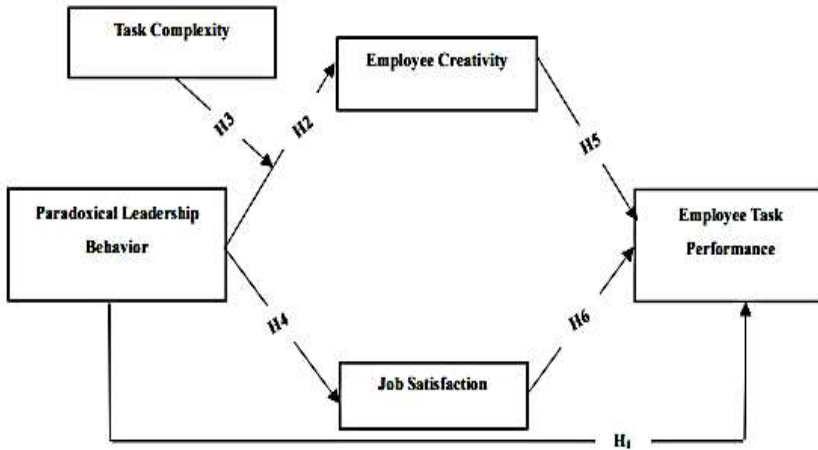 Task Complexity
Employee Creativity
H3
H2
H5
Paradoxical Leadership
Behavior
Employee Task
Performance
H4
H6
Job Satisfaction
H1